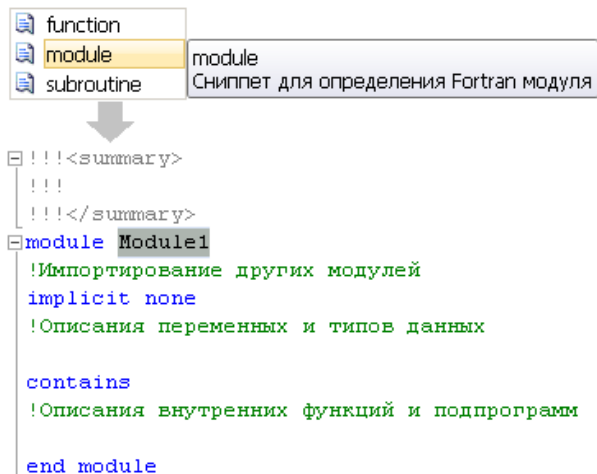 function
module
subroutine
module
Сниппет для определения Fortran модуля
!!!<summary>
!!!
!!!</summary>
module Module1
!Импортирование других модулей
implicit none
!Описания переменных и типов данных
contains
!Описания внутренних функций и подпрограмм
end module